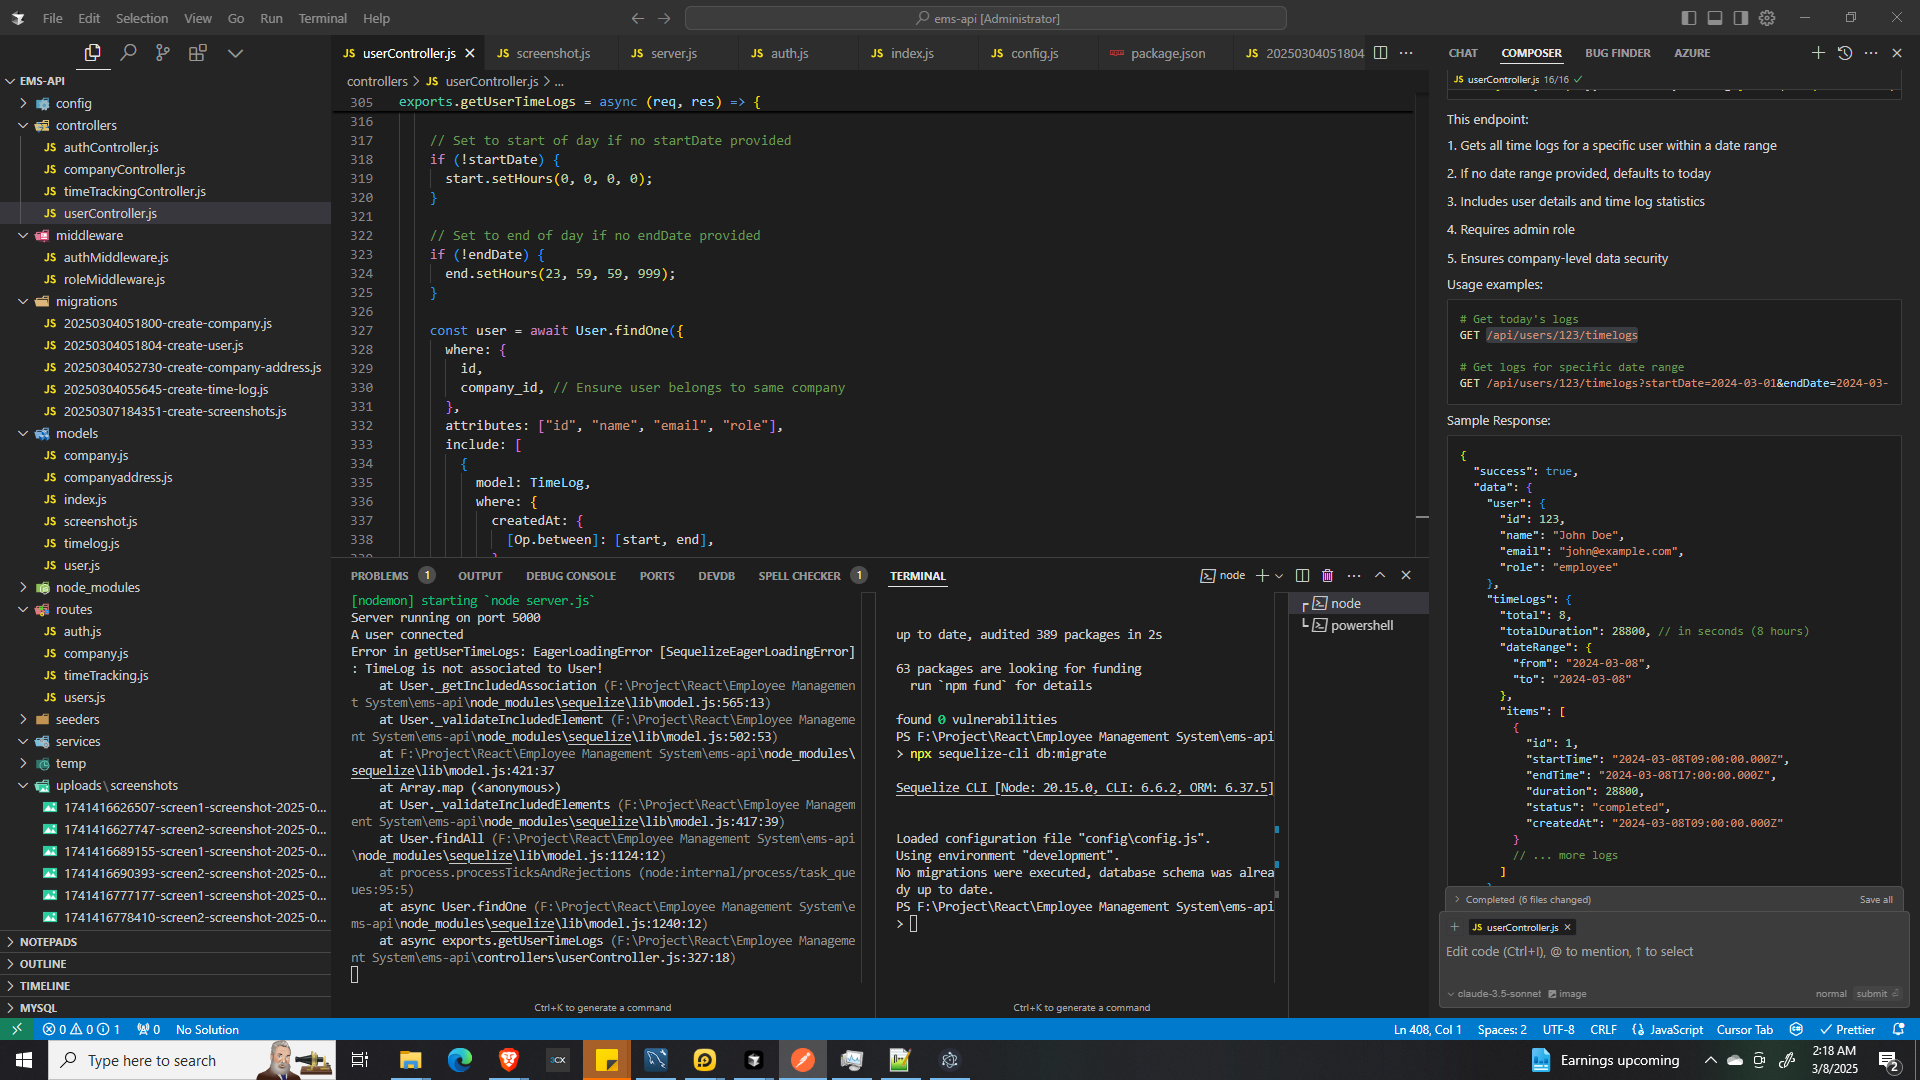 File Edit Selection View Go Run Terminal Help
ems-api [Administrator]
EMS-API
config
controllers
JS authController.js
JS companyController.js
JS timeTrackingController.js
JS userController.js
middleware
JS authMiddleware.js
JS roleMiddleware.js
migrations
JS 20250304051800-create-company.js
JS 20250304051804-create-user.js
JS 20250304052730-create-company-address.js
JS 20250304055645-create-time-log.js
JS 20250307184351-create-screenshots.js
models
JS company.js
JS companyaddress.js
JS index.js
JS screenshot.js
JS timelog.js
JS user.js
node_modules
routes
JS auth.js
JS company.js
JS timeTracking.js
JS users.js
seeders
services
temp
uploads\screenshots
1741416626507-screen1-screenshot-2025-0...
1741416627747-screen2-screenshot-2025-0...
1741416689155-screen1-screenshot-2025-0...
1741416690393-screen2-screenshot-2025-0...
1741416777177-screen1-screenshot-2025-0...
1741416778410-screen2-screenshot-2025-0...
NOTEPADS
OUTLINE
TIMELINE
MYSQL
JS userController.js JS screenshot.js JS server.js JS auth.js JS index.js JS config.js package.json JS 20250304051804
controllers > JS userController.js > ...
305 exports.getUserTimeLogs = async (req, res) => {
316
317 // Set to start of day if no startDate provided
318 if (!startDate) {
319 start.setHours(0, 0, 0, 0);
320 }
321
322 // Set to end of day if no endDate provided
323 if (!endDate) {
324 end.setHours(23, 59, 59, 999);
325 }
326
327 const user = await User.findOne({
328 where: {
329 id,
330 company_id, // Ensure user belongs to same company
331 },
332 attributes: ["id", "name", "email", "role"],
333 include: [
334 {
335 model: TimeLog,
336 where: {
337 createdAt: {
338 [Op.between]: [start, end],
PROBLEMS 1 OUTPUT DEBUG CONSOLE PORTS DEVDB SPELL CHECKER 1 TERMINAL
node
[nodemon] starting `node server.js`
Server running on port 5000
A user connected
Error in getUserTimeLogs: EagerLoadingError [SequelizeEagerLoadingError]
: TimeLog is not associated to User!
at User._getIncludedAssociation (F:\Project\React\Employee Managemen
t System\ems-api\node_modules\sequelize\lib\model.js:565:13)
at User._validateIncludedElement (F:\Project\React\Employee Manageme
nt System\ems-api\node_modules\sequelize\lib\model.js:502:53)
at F:\Project\React\Employee Management System\ems-api\node_modules\
sequelize\lib\model.js:421:37
at Array.map (<anonymous>)
at User._validateIncludedElements (F:\Project\React\Employee Managem
ent System\ems-api\node_modules\sequelize\lib\model.js:417:39)
at User.findAll (F:\Project\React\Employee Management System\ems-api
\node_modules\sequelize\lib\model.js:1124:12)
at process.processTicksAndRejections (node:internal/process/task_que
ues:95:5)
at async User.findOne (F:\Project\React\Employee Management System\e
ms-api\node_modules\sequelize\lib\model.js:1240:12)
at async exports.getUserTimeLogs (F:\Project\React\Employee Manageme
nt System\ems-api\controllers\userController.js:327:18)
Ctrl+K to generate a command
up to date, audited 389 packages in 2s
63 packages are looking for funding
run `npm fund` for details
found 0 vulnerabilities
PS F:\Project\React\Employee Management System\ems-api
> npx sequelize-cli db:migrate
Sequelize CLI [Node: 20.15.0, CLI: 6.6.2, ORM: 6.37.5]
Loaded configuration file "config\config.js".
Using environment "development".
No migrations were executed, database schema was alrea
dy up to date.
PS F:\Project\React\Employee Management System\ems-api
>
Ctrl+K to generate a command
node
powershell
CHAT COMPOSER BUG FINDER AZURE
JS userController.js 16/16
This endpoint:
1. Gets all time logs for a specific user within a date range
2. If no date range provided, defaults to today
3. Includes user details and time log statistics
4. Requires admin role
5. Ensures company-level data security
Usage examples:
# Get today's logs
GET /api/users/123/timelogs
# Get logs for specific date range
GET /api/users/123/timelogs?startDate=2024-03-01&endDate=2024-03-
Sample Response:
{
"success": true,
"data": {
"user": {
"id": 123,
"name": "John Doe",
"email": "john@example.com",
"role": "employee"
},
"timeLogs": {
"total": 8,
"totalDuration": 28800, // in seconds (8 hours)
"dateRange": {
"from": "2024-03-08",
"to": "2024-03-08"
},
"items": [
{
"id": 1,
"startTime": "2024-03-08T09:00:00.000Z",
"endTime": "2024-03-08T17:00:00.000Z",
"duration": 28800,
"status": "completed",
"createdAt": "2024-03-08T09:00:00.000Z"
}
// ... more logs
]
Completed (6 files changed) Save all
+ JS userController.js
Edit code (Ctrl+I), @ to mention, ↑ to select
claude-3.5-sonnet image normal submit
0 0 1 0 No Solution
Ln 408, Col 1 Spaces: 2 UTF-8 CRLF JavaScript Cursor Tab Prettier
Type here to search
Earnings upcoming
2:18 AM
3/8/2025
2